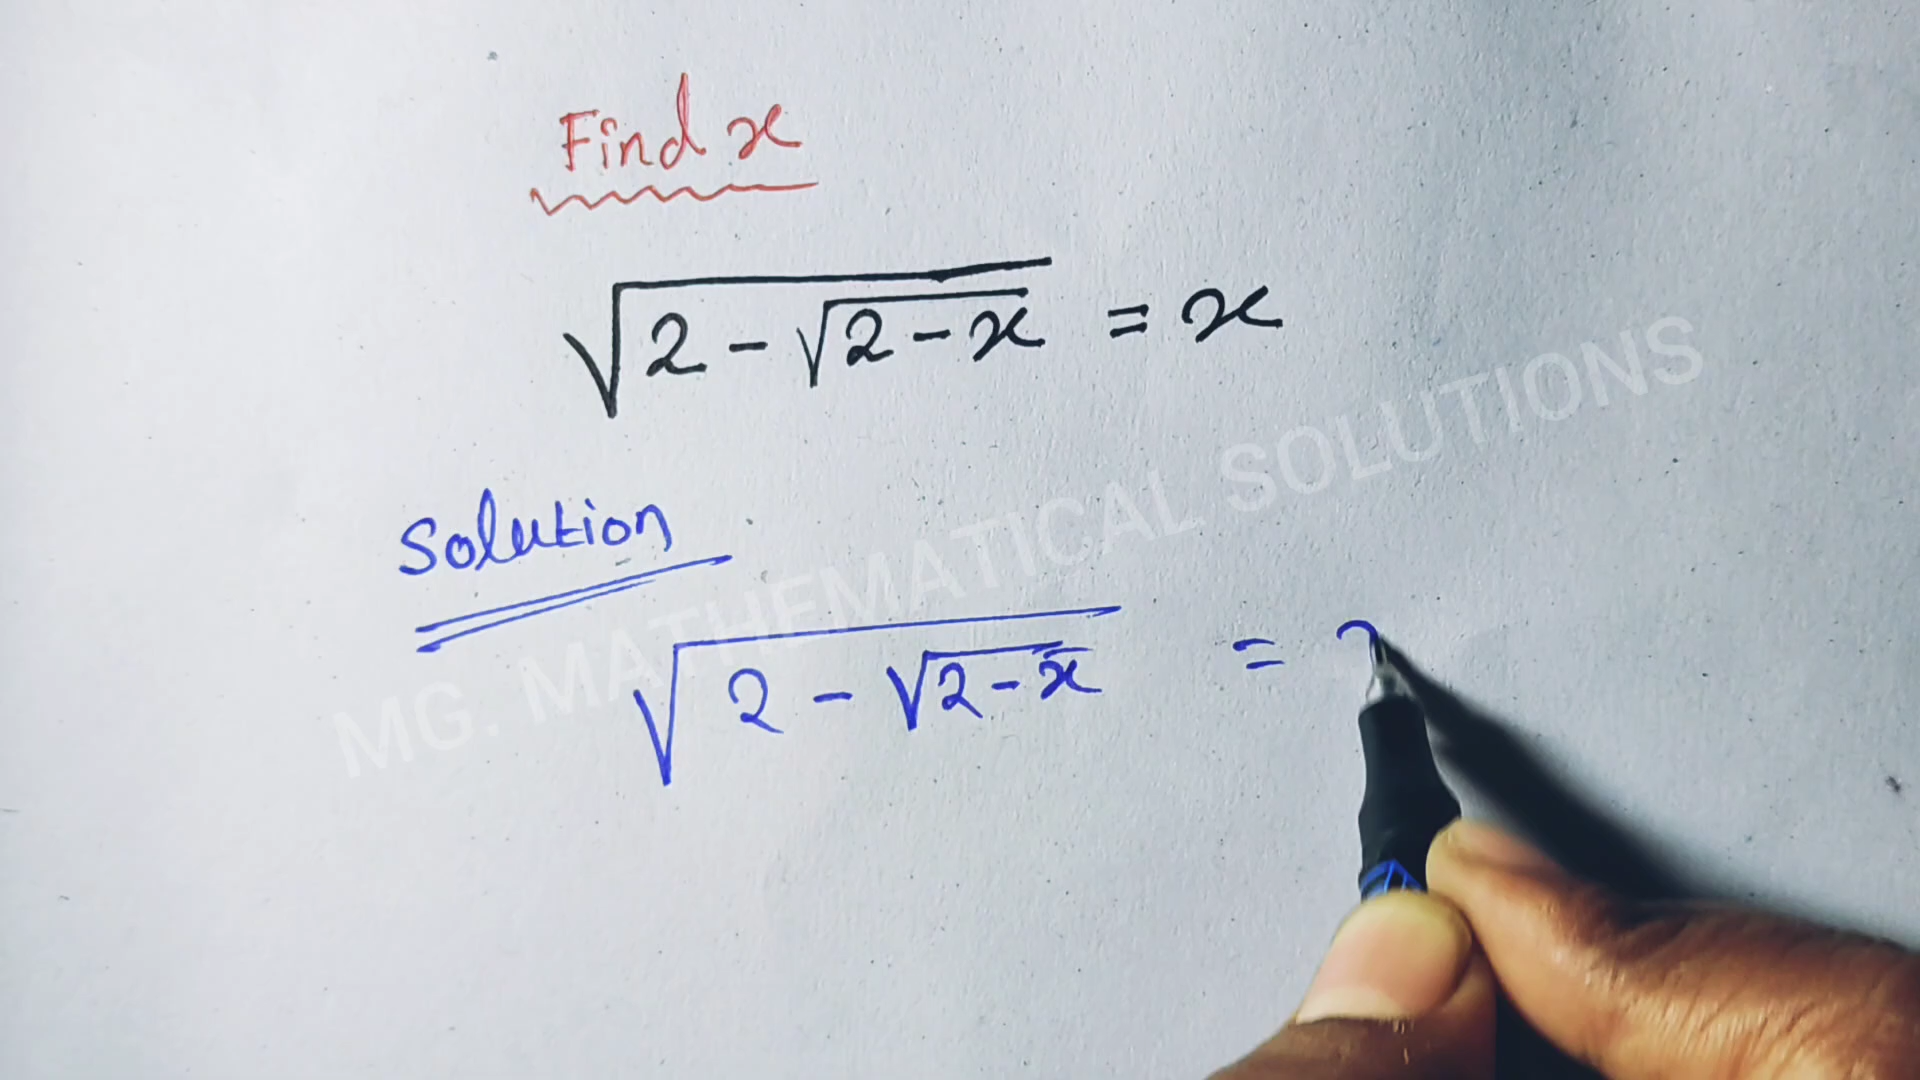 Find x
√(2 - √(2 - x)) = x
Solution
√(2 - √(2 - x)) =
MG. MATHEMATICAL SOLUTIONS